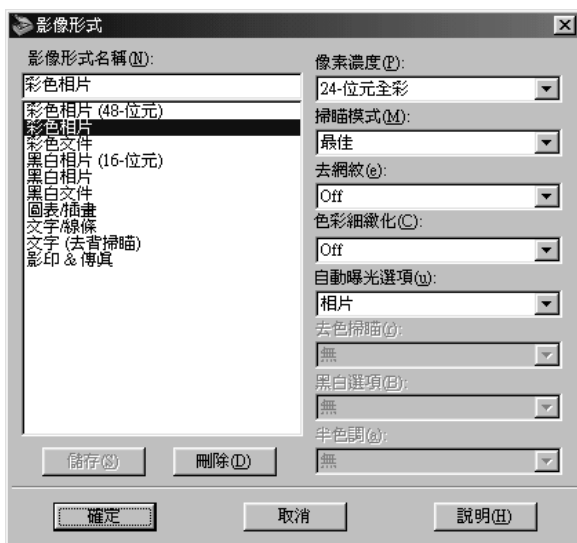 影像形式
影像形式名稱(N):
彩色相片
彩色相片 (48-位元)
彩色相片
彩色文件
黑白相片 (16-位元)
黑白相片
黑白文件
圖表/插畫
文字/線條
文字 (去背掃瞄)
影印 & 傳真
儲存(S)
刪除(D)
像素濃度(P):
24-位元全彩
掃瞄模式(M):
最佳
去網紋(e):
Off
色彩細緻化(C):
Off
自動曝光選項(u):
相片
去色掃瞄(r):
無
黑白選項(B):
無
半色調(a):
無
確定
取消
說明(H)